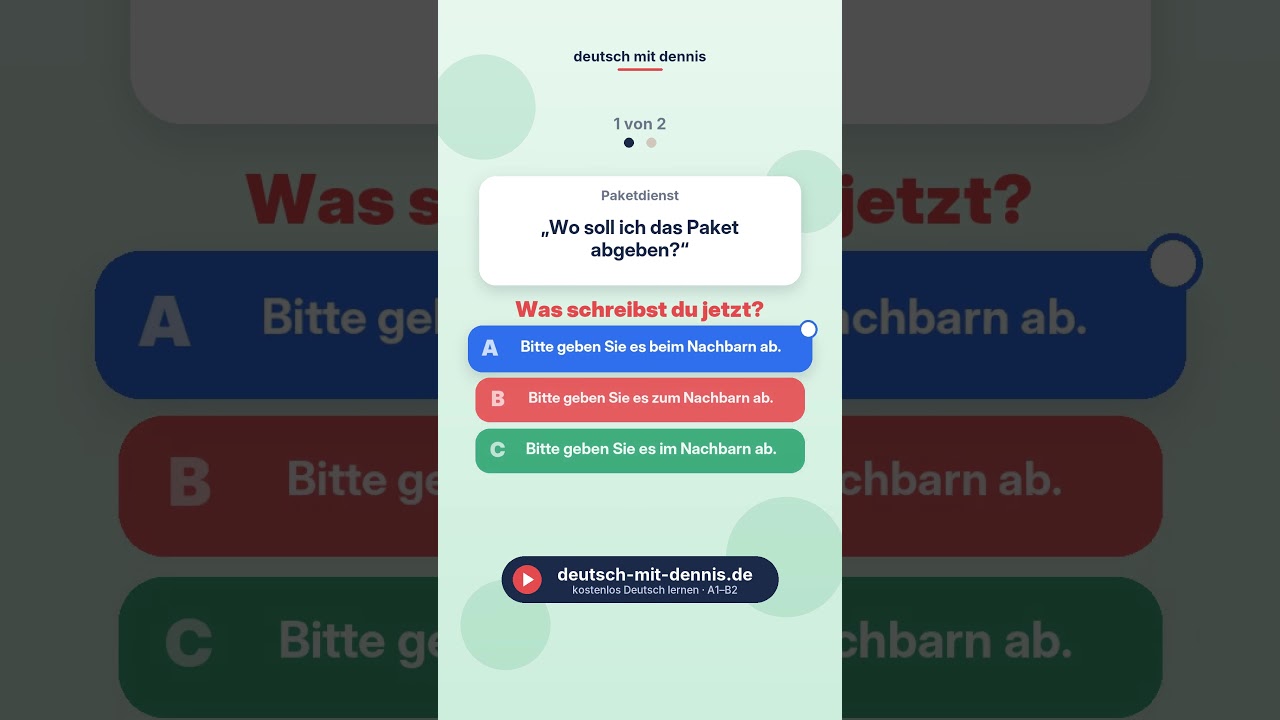 deutsch mit dennis
1 von 2
Paketdienst
„Wo soll ich das Paket
abgeben?“
Was schreibst du jetzt?
A Bitte geben Sie es beim Nachbarn ab.
B Bitte geben Sie es zum Nachbarn ab.
C Bitte geben Sie es im Nachbarn ab.
deutsch-mit-dennis.de
kostenlos Deutsch lernen · A1–B2